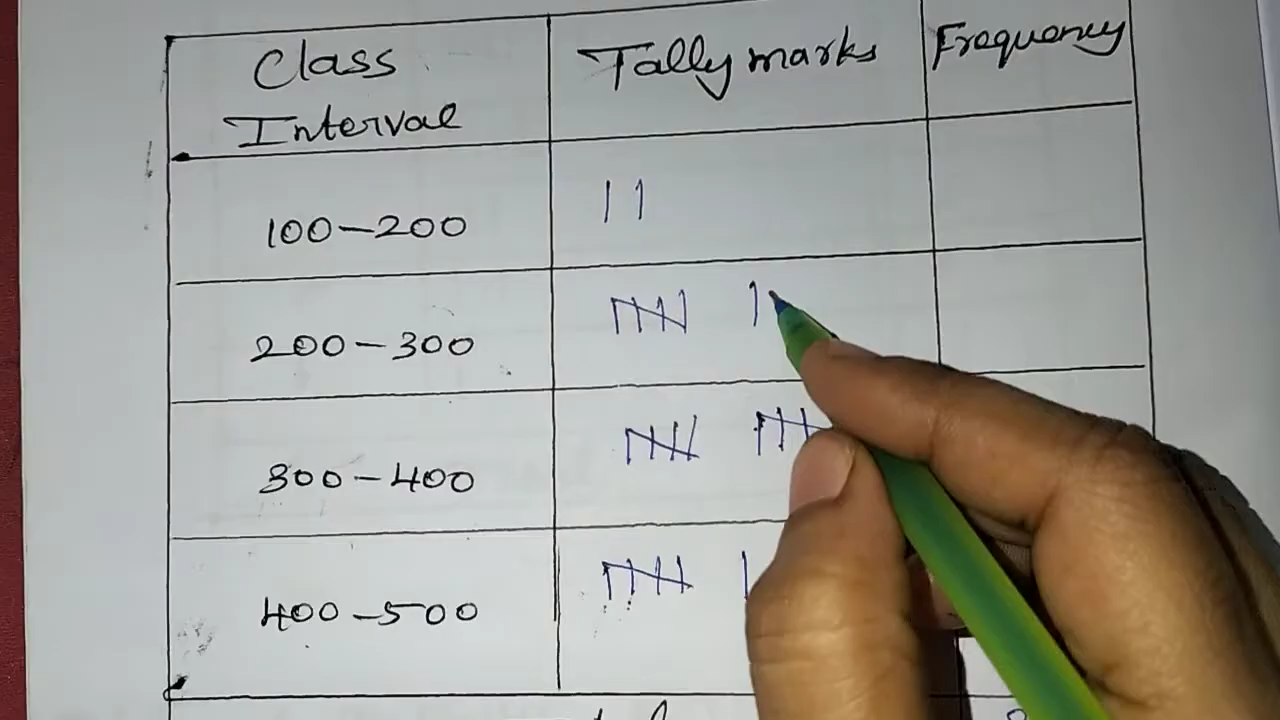 Class Interval Tally marks Frequency
100-200 ||
200-300 |||| |
300-400 |||| |||
400-500 |||| |